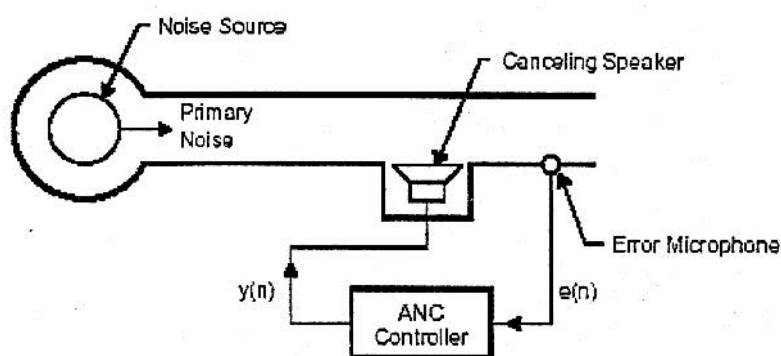 Noise Source
Canceling Speaker
Primary
Noise
Error Microphone
y(n)
e(n)
ANC
Controller